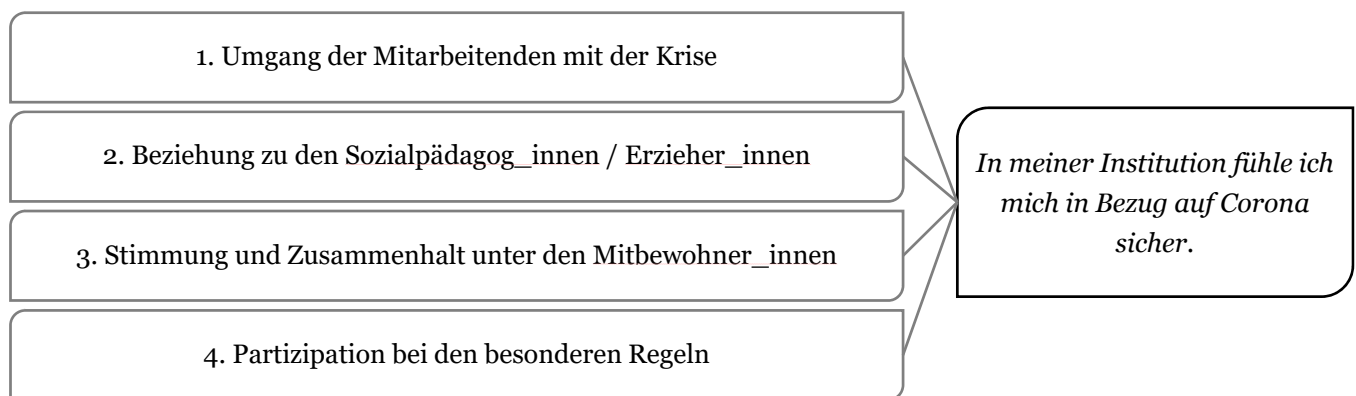 1. Umgang der Mitarbeitenden mit der Krise
2. Beziehung zu den Sozialpädagog_innen / Erzieher_innen
3. Stimmung und Zusammenhalt unter den Mitbewohner_innen
4. Partizipation bei den besonderen Regeln
In meiner Institution fühle ich
mich in Bezug auf Corona
sicher.